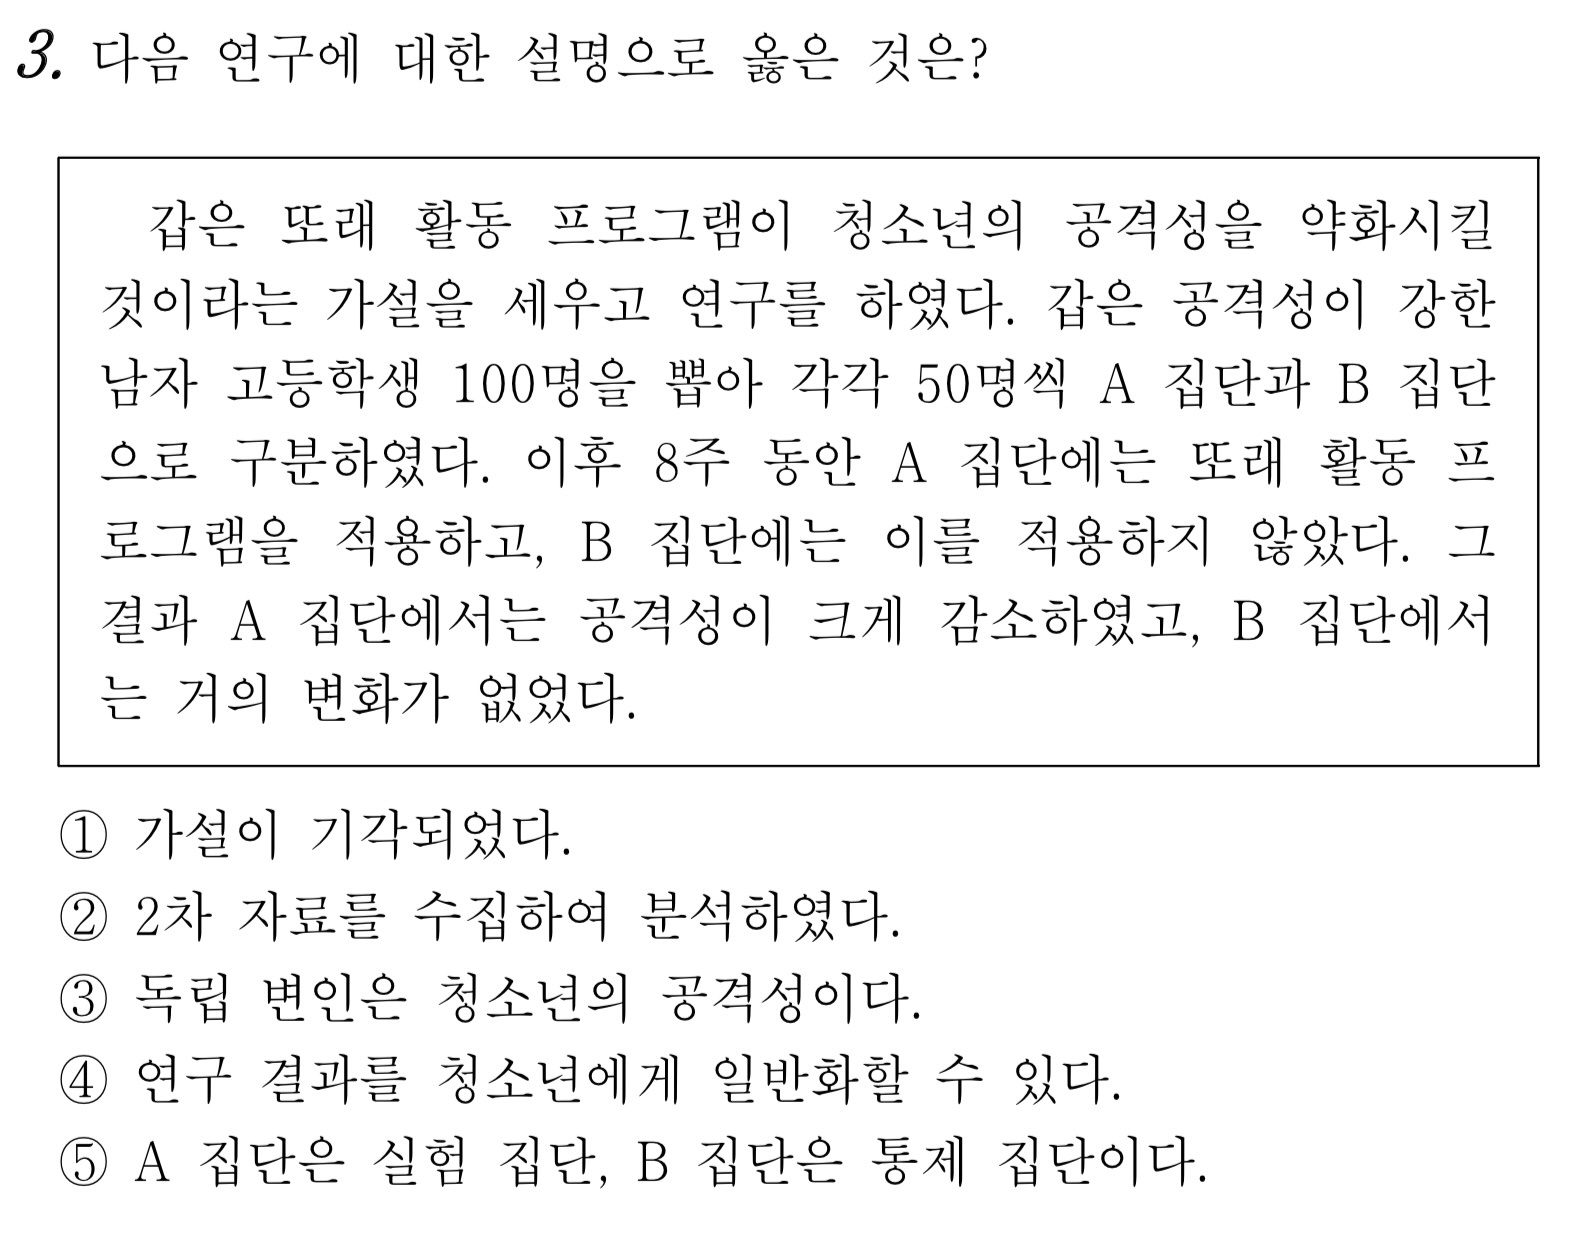 3. 다음 연구에 대한 설명으로 옳은 것은?
갑은 또래 활동 프로그램이 청소년의 공격성을 약화시킬
것이라는 가설을 세우고 연구를 하였다. 갑은 공격성이 강한
남자 고등학생 100명을 뽑아 각각 50명씩 A 집단과 B 집단
으로 구분하였다. 이후 8주 동안 A 집단에는 또래 활동 프
로그램을 적용하고, B 집단에는 이를 적용하지 않았다. 그
결과 A 집단에서는 공격성이 크게 감소하였고, B 집단에서
는 거의 변화가 없었다.
① 가설이 기각되었다.
② 2차 자료를 수집하여 분석하였다.
③ 독립 변인은 청소년의 공격성이다.
④ 연구 결과를 청소년에게 일반화할 수 있다.
⑤ A 집단은 실험 집단, B 집단은 통제 집단이다.